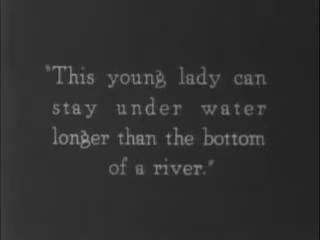 "This young lady can
stay under water
longer than the bottom
of a river."